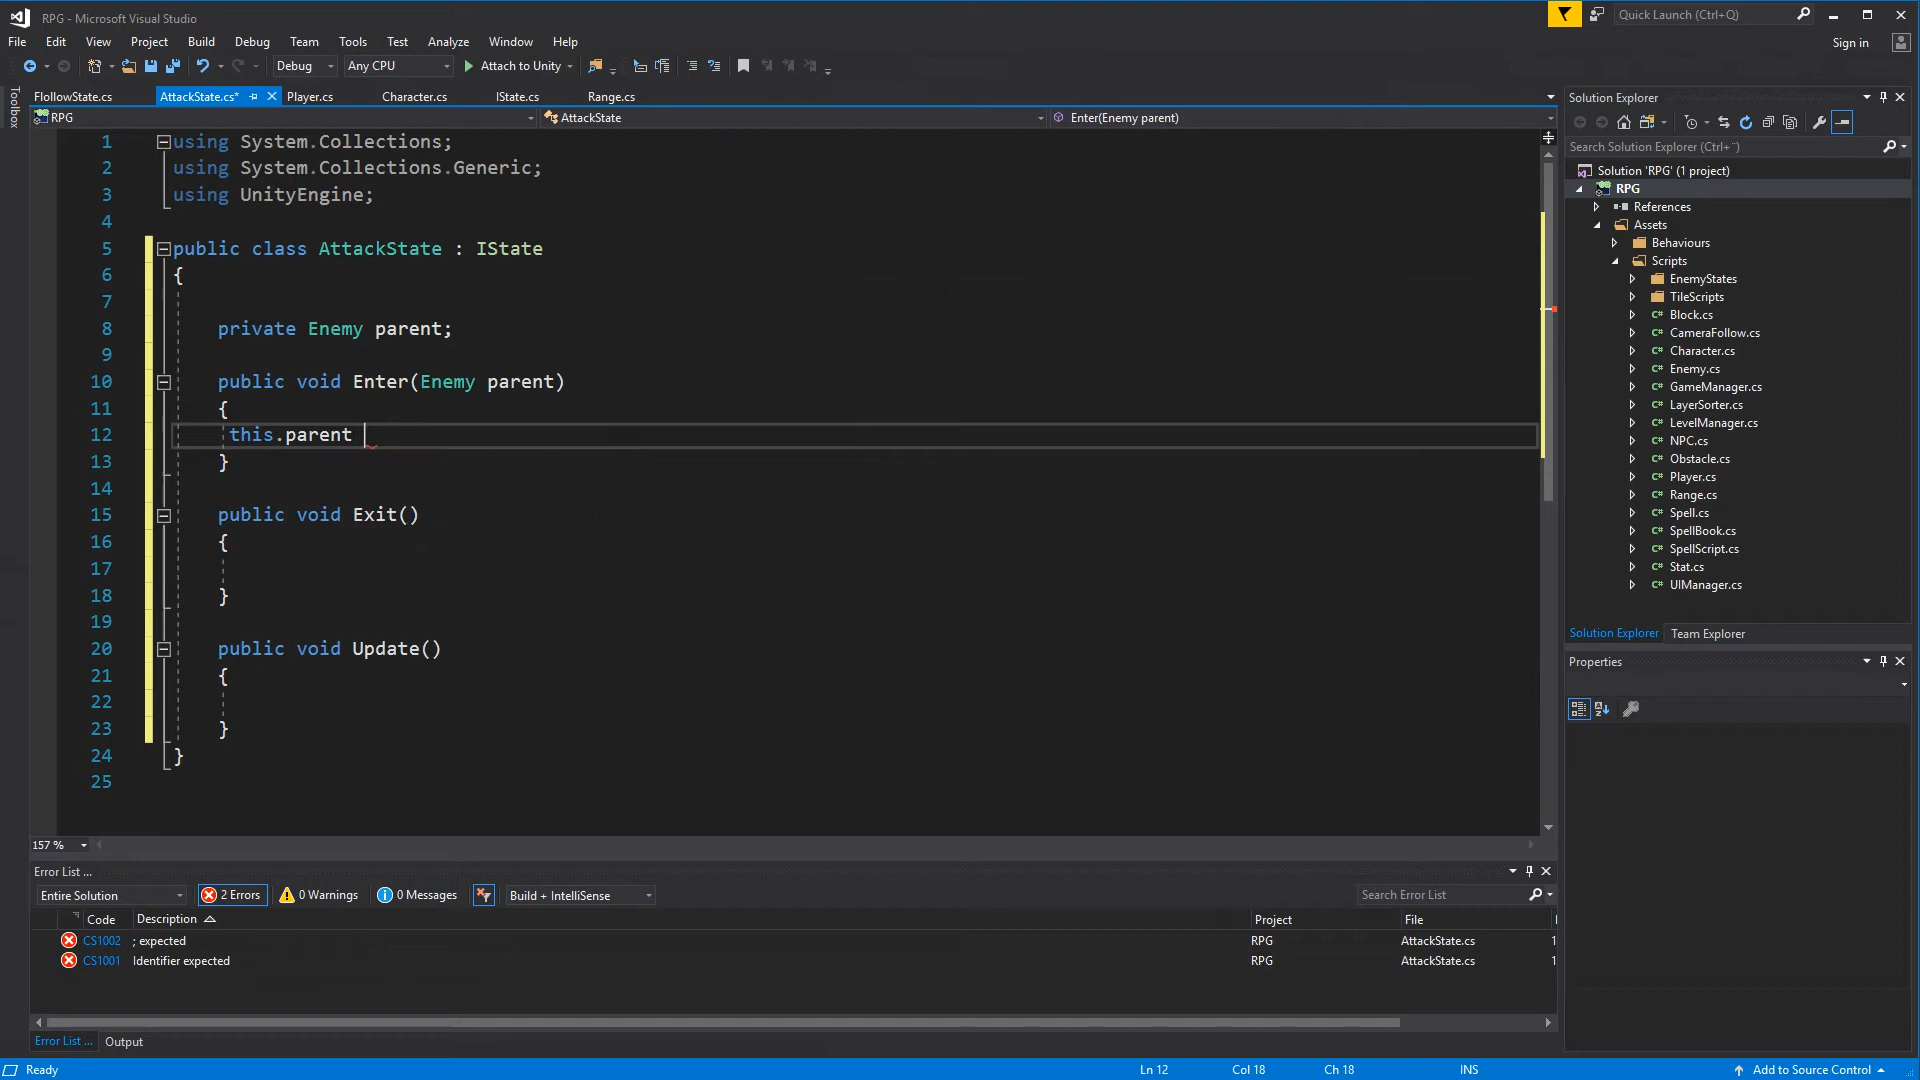 RPG - Microsoft Visual Studio
Quick Launch (Ctrl+Q)
File Edit View Project Build Debug Team Tools Test Analyze Window Help
Sign in
Debug Any CPU Attach to Unity
Toolbox
FlollowState.cs AttackState.cs* Player.cs Character.cs IState.cs Range.cs
RPG AttackState Enter(Enemy parent)
1 using System.Collections;
2 using System.Collections.Generic;
3 using UnityEngine;
4
5 public class AttackState : IState
6 {
7
8 private Enemy parent;
9
10 public void Enter(Enemy parent)
11 {
12 this.parent
13 }
14
15 public void Exit()
16 {
17
18 }
19
20 public void Update()
21 {
22
23 }
24 }
25
157 %
Error List ...
Entire Solution 2 Errors 0 Warnings 0 Messages Build + IntelliSense Search Error List
Code Description Project File
CS1002 ; expected RPG AttackState.cs 1
CS1001 Identifier expected RPG AttackState.cs 1
Error List ... Output
Solution Explorer
Search Solution Explorer (Ctrl+¨)
Solution 'RPG' (1 project)
RPG
References
Assets
Behaviours
Scripts
EnemyStates
TileScripts
C# Block.cs
C# CameraFollow.cs
C# Character.cs
C# Enemy.cs
C# GameManager.cs
C# LayerSorter.cs
C# LevelManager.cs
C# NPC.cs
C# Obstacle.cs
C# Player.cs
C# Range.cs
C# Spell.cs
C# SpellBook.cs
C# SpellScript.cs
C# Stat.cs
C# UIManager.cs
Solution Explorer Team Explorer
Properties
Ready Ln 12 Col 18 Ch 18 INS Add to Source Control